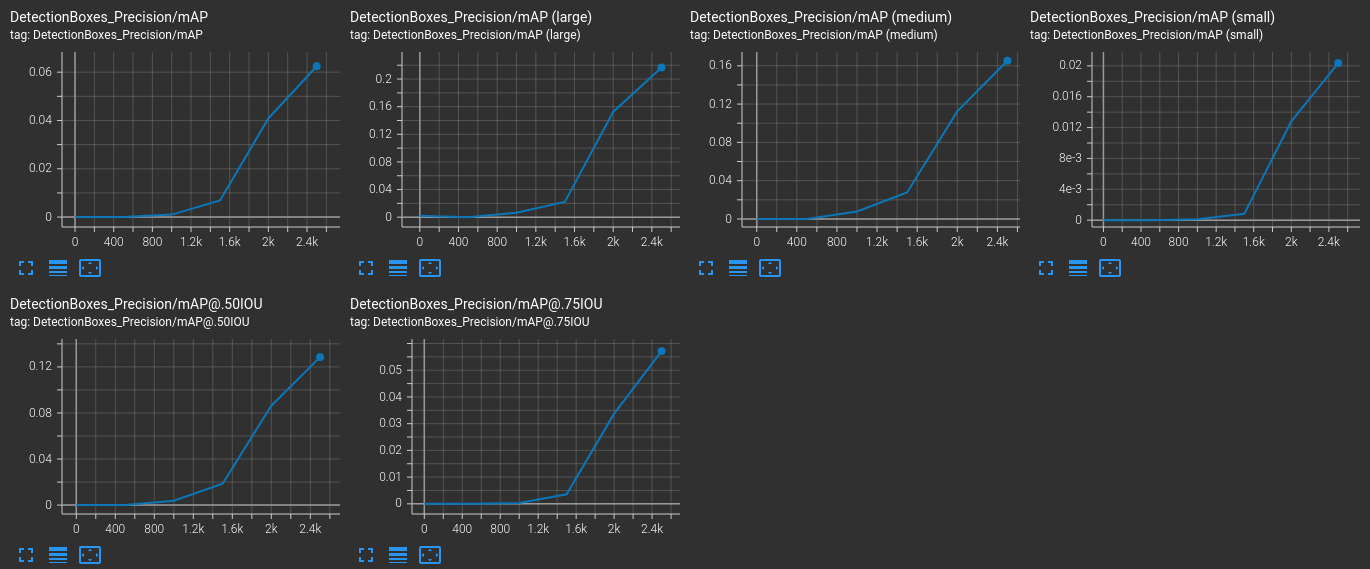 DetectionBoxes_Precision/mAP
tag: DetectionBoxes_Precision/mAP
0.06
0.04
0.02
0
0 400 800 1.2k 1.6k 2k 2.4k
DetectionBoxes_Precision/mAP (large)
tag: DetectionBoxes_Precision/mAP (large)
0.2
0.16
0.12
0.08
0.04
0
0 400 800 1.2k 1.6k 2k 2.4k
DetectionBoxes_Precision/mAP (medium)
tag: DetectionBoxes_Precision/mAP (medium)
0.16
0.12
0.08
0.04
0
0 400 800 1.2k 1.6k 2k 2.4k
DetectionBoxes_Precision/mAP (small)
tag: DetectionBoxes_Precision/mAP (small)
0.02
0.016
0.012
8e-3
4e-3
0
0 400 800 1.2k 1.6k 2k 2.4k
DetectionBoxes_Precision/mAP@.50IOU
tag: DetectionBoxes_Precision/mAP@.50IOU
0.12
0.08
0.04
0
0 400 800 1.2k 1.6k 2k 2.4k
DetectionBoxes_Precision/mAP@.75IOU
tag: DetectionBoxes_Precision/mAP@.75IOU
0.05
0.04
0.03
0.02
0.01
0
0 400 800 1.2k 1.6k 2k 2.4k